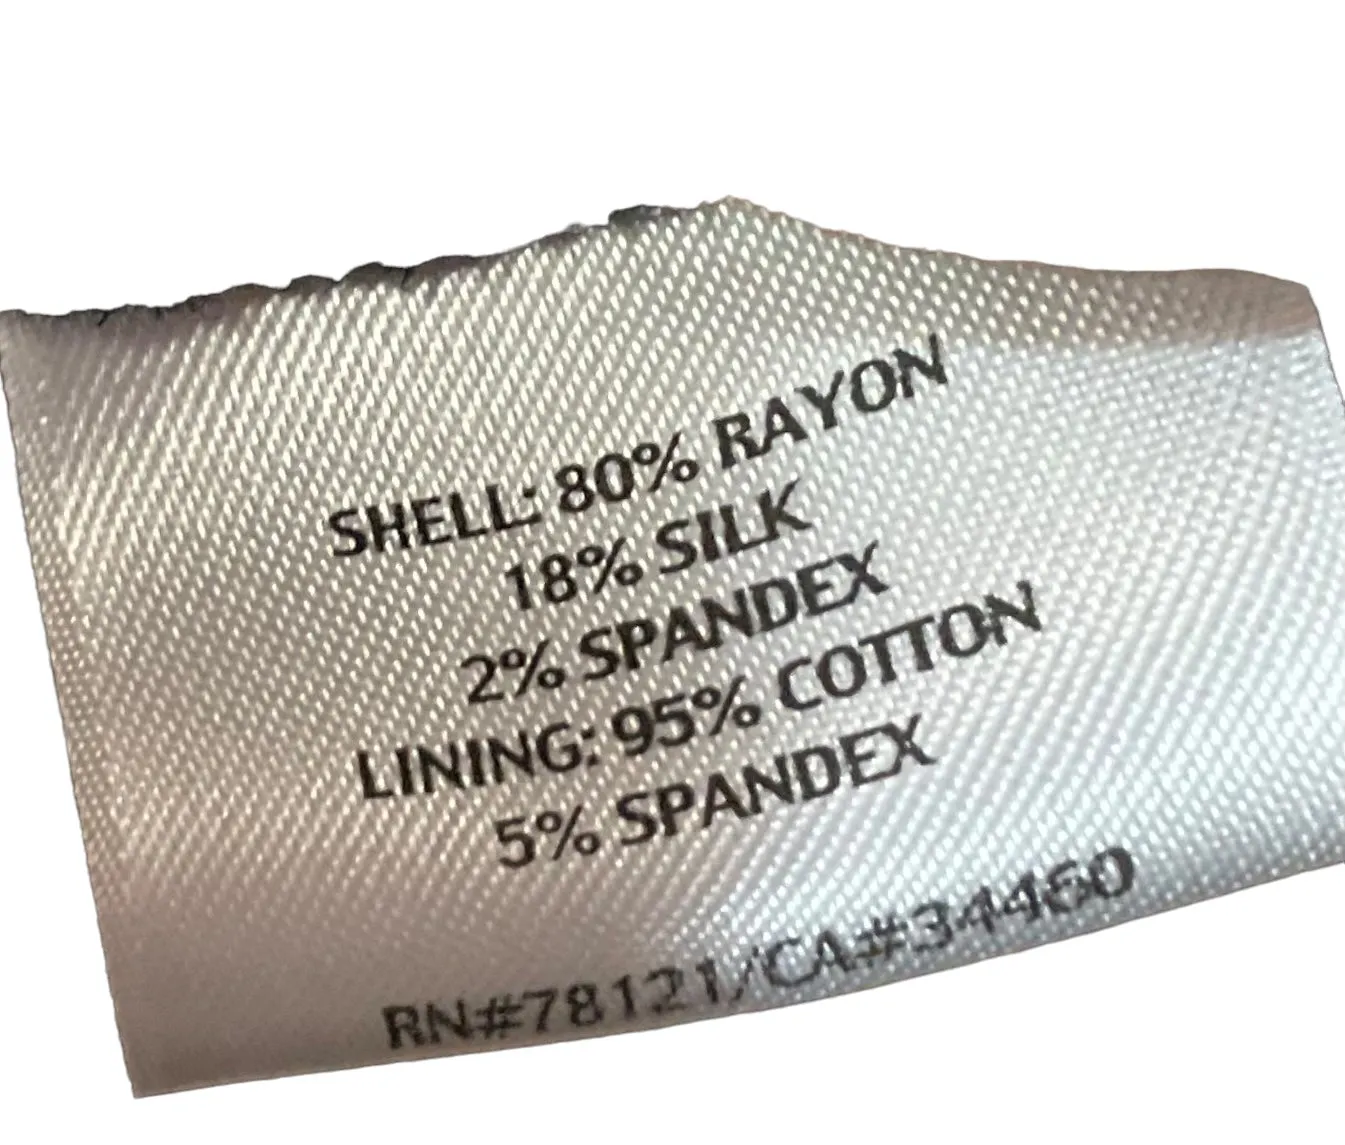 SHELL: 80% RAYON
18% SILK
2% SPANDEX
LINING: 95% COTTON
5% SPANDEX
RN#78121/CA#34460